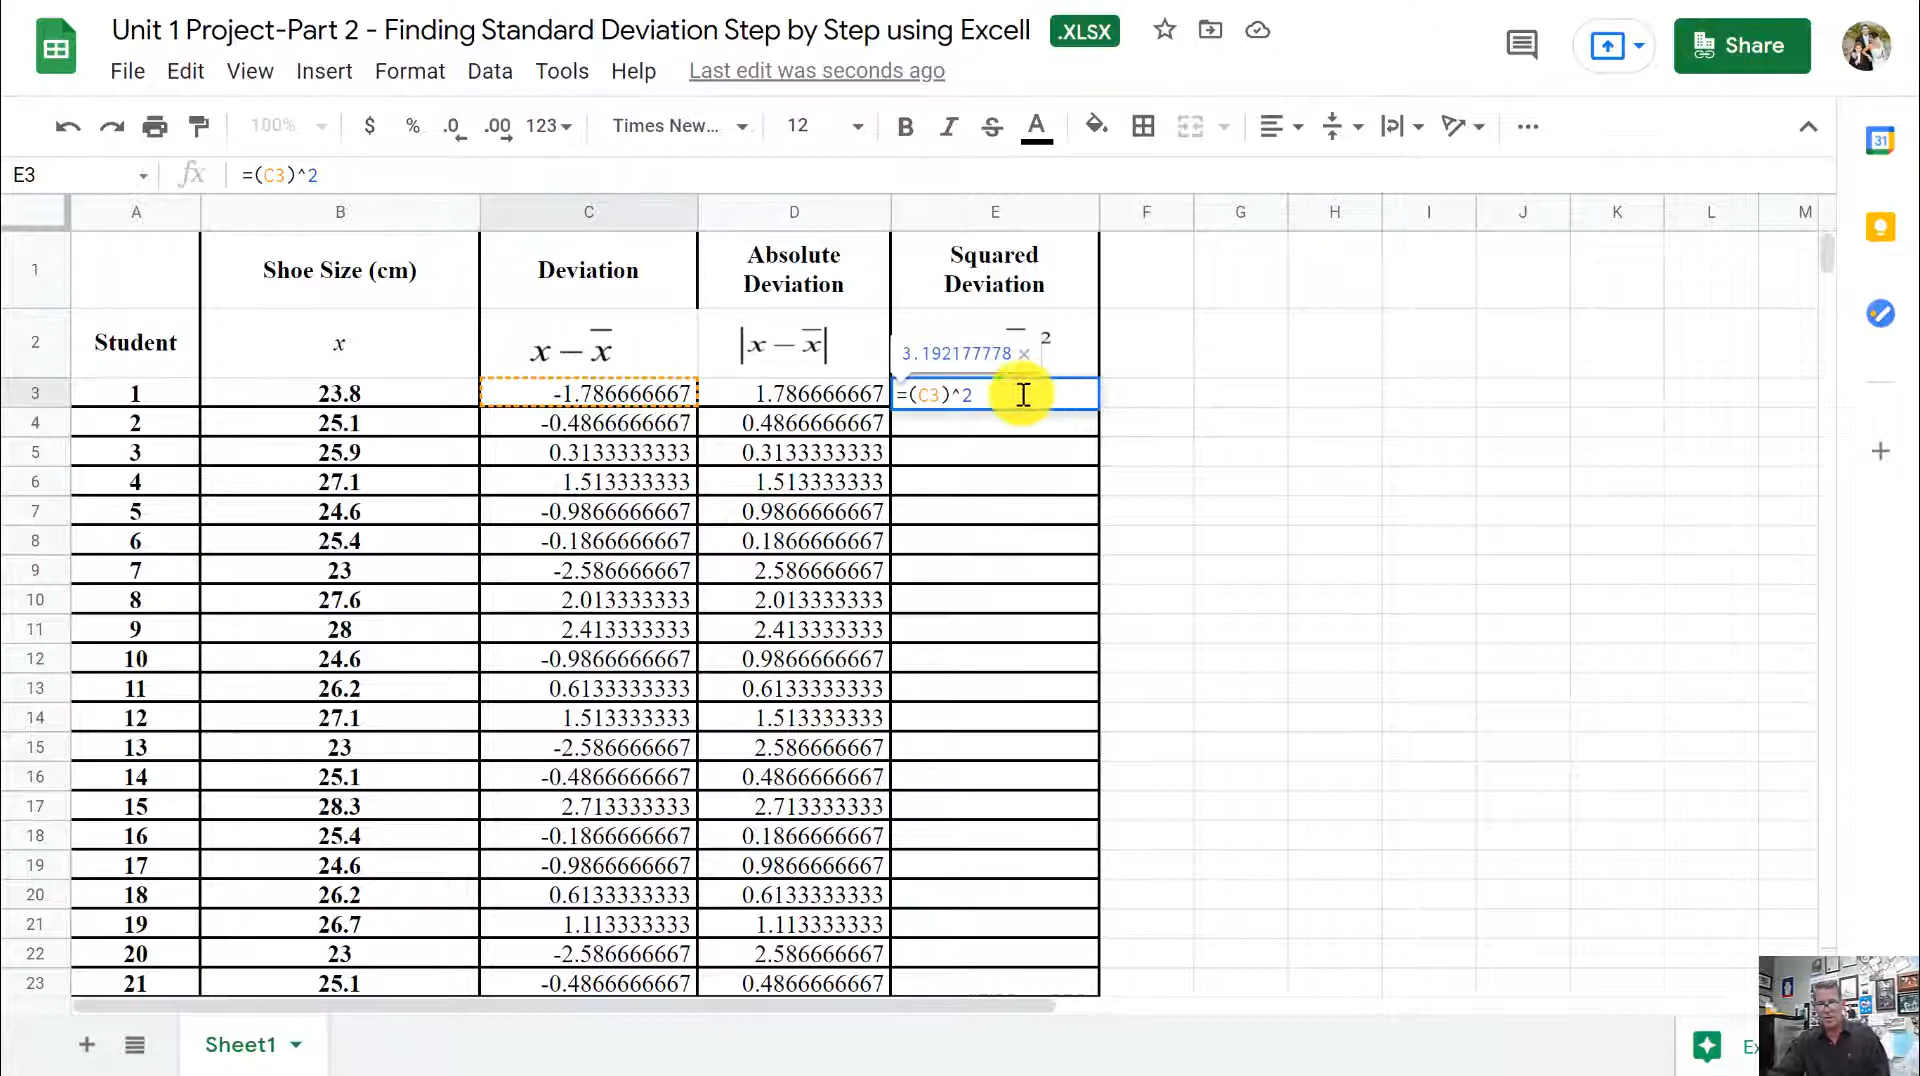 Unit 1 Project-Part 2 - Finding Standard Deviation Step by Step using Excell .XLSX
Share
File Edit View Insert Format Data Tools Help Last edit was seconds ago
100% $ % .0 .00 123 Times New... 12 B I S A
31
E3 fx =(C3)^2
A B C D E F G H I J K L M
1 Shoe Size (cm) Deviation Absolute Deviation Squared Deviation
2 Student x x − x̅ |x − x̅| 2
3.192177778 ×
3 1 23.8 -1.786666667 1.786666667 =(C3)^2
4 2 25.1 -0.4866666667 0.4866666667
5 3 25.9 0.3133333333 0.3133333333
6 4 27.1 1.513333333 1.513333333
7 5 24.6 -0.9866666667 0.9866666667
8 6 25.4 -0.1866666667 0.1866666667
9 7 23 -2.586666667 2.586666667
10 8 27.6 2.013333333 2.013333333
11 9 28 2.413333333 2.413333333
12 10 24.6 -0.9866666667 0.9866666667
13 11 26.2 0.6133333333 0.6133333333
14 12 27.1 1.513333333 1.513333333
15 13 23 -2.586666667 2.586666667
16 14 25.1 -0.4866666667 0.4866666667
17 15 28.3 2.713333333 2.713333333
18 16 25.4 -0.1866666667 0.1866666667
19 17 24.6 -0.9866666667 0.9866666667
20 18 26.2 0.6133333333 0.6133333333
21 19 26.7 1.113333333 1.113333333
22 20 23 -2.586666667 2.586666667
23 21 25.1 -0.4866666667 0.4866666667
Sheet1